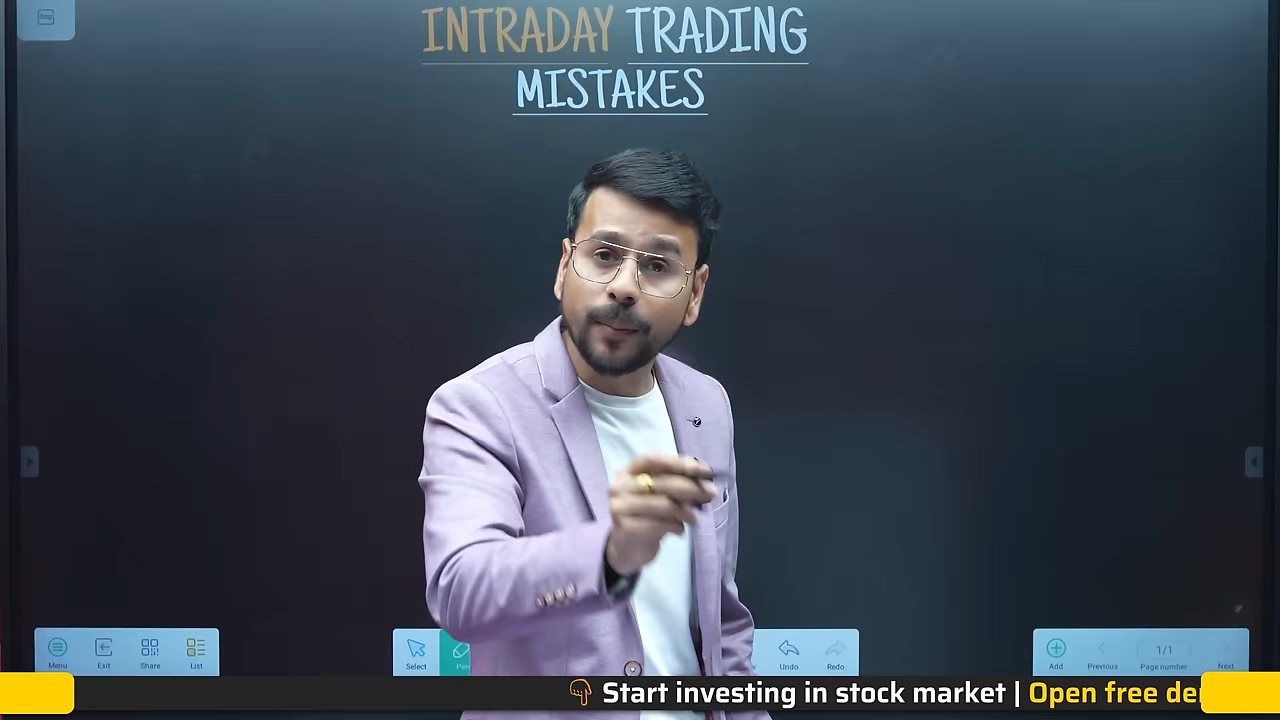 INTRADAY TRADING
MISTAKES
Menu
Exit
Share
List
Select
Pen
Undo
Redo
Add
Previous
1/1
Page number
Next
👇 Start investing in stock market | Open free de